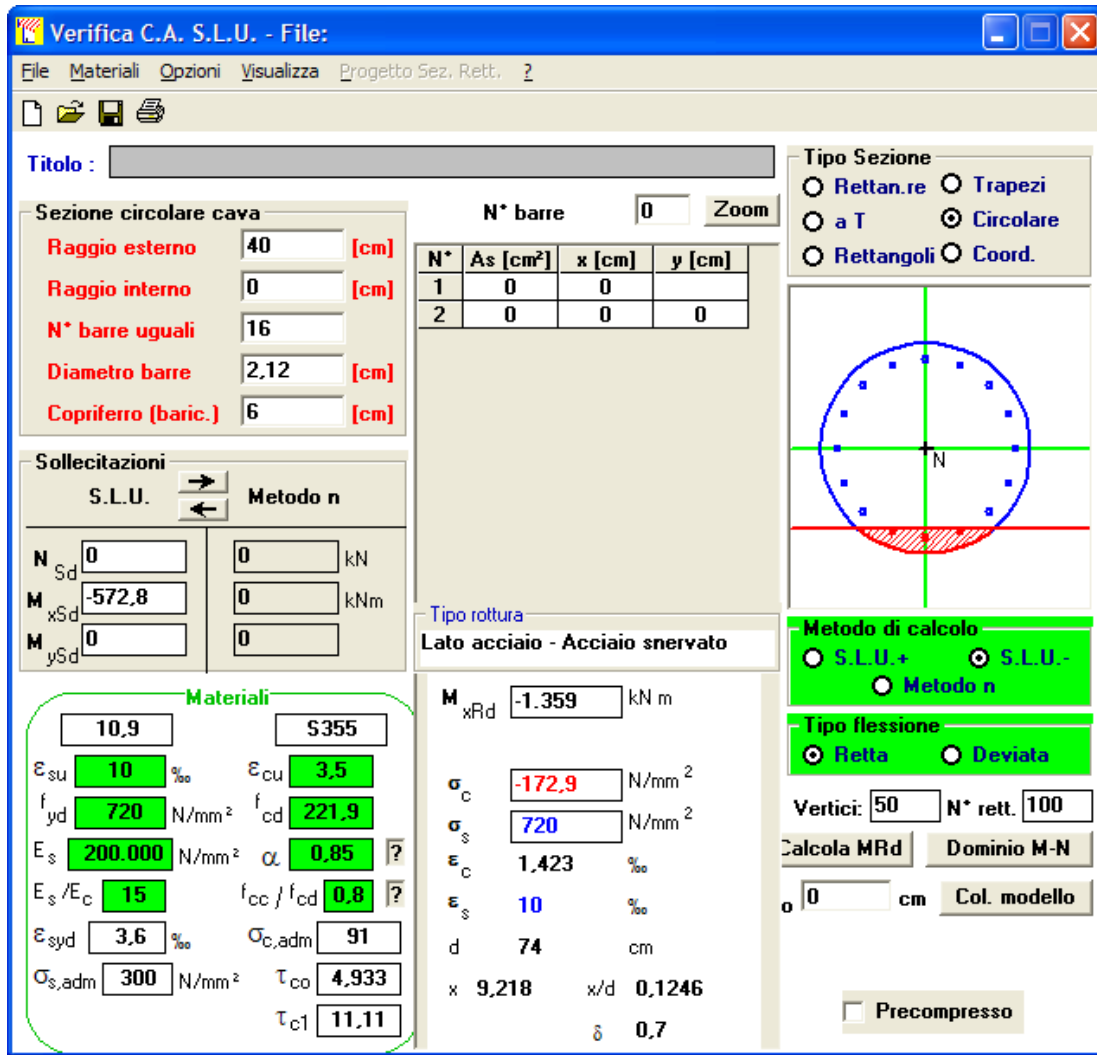 Verifica C.A. S.L.U. - File:
File Materiali Opzioni Visualizza Progetto Sez. Rett. ?
Titolo :
Tipo Sezione
Rettan.re Trapezi
a T Circolare
Rettangoli Coord.
Sezione circolare cava
Raggio esterno 40 [cm]
Raggio interno 0 [cm]
N° barre uguali 16
Diametro barre 2,12 [cm]
Copriferro (baric.) 6 [cm]
N° barre 0 Zoom
N° As [cm²] x [cm] y [cm]
1 0 0
2 0 0 0
N
Sollecitazioni
S.L.U. Metodo n
N Sd 0 0 kN
M xSd -572,8 0 kNm
M ySd 0 0
Tipo rottura
Lato acciaio - Acciaio snervato
Metodo di calcolo
S.L.U.+ S.L.U.-
Metodo n
Tipo flessione
Retta Deviata
Materiali
10,9 S355
εsu 10 ‰ εcu 3,5
fyd 720 N/mm² fcd 221,9
Es 200.000 N/mm² α 0,85 ?
Es/Ec 15 fcc / fcd 0,8 ?
εsyd 3,6 ‰ σc,adm 91
σs,adm 300 N/mm² τco 4,933
τc1 11,11
M xRd -1.359 kN m
σc -172,9 N/mm²
σs 720 N/mm²
εc 1,423 ‰
εs 10 ‰
d 74 cm
x 9,218 x/d 0,1246
δ 0,7
Vertici: 50 N° rett. 100
Calcola MRd Dominio M-N
o 0 cm Col. modello
Precompresso